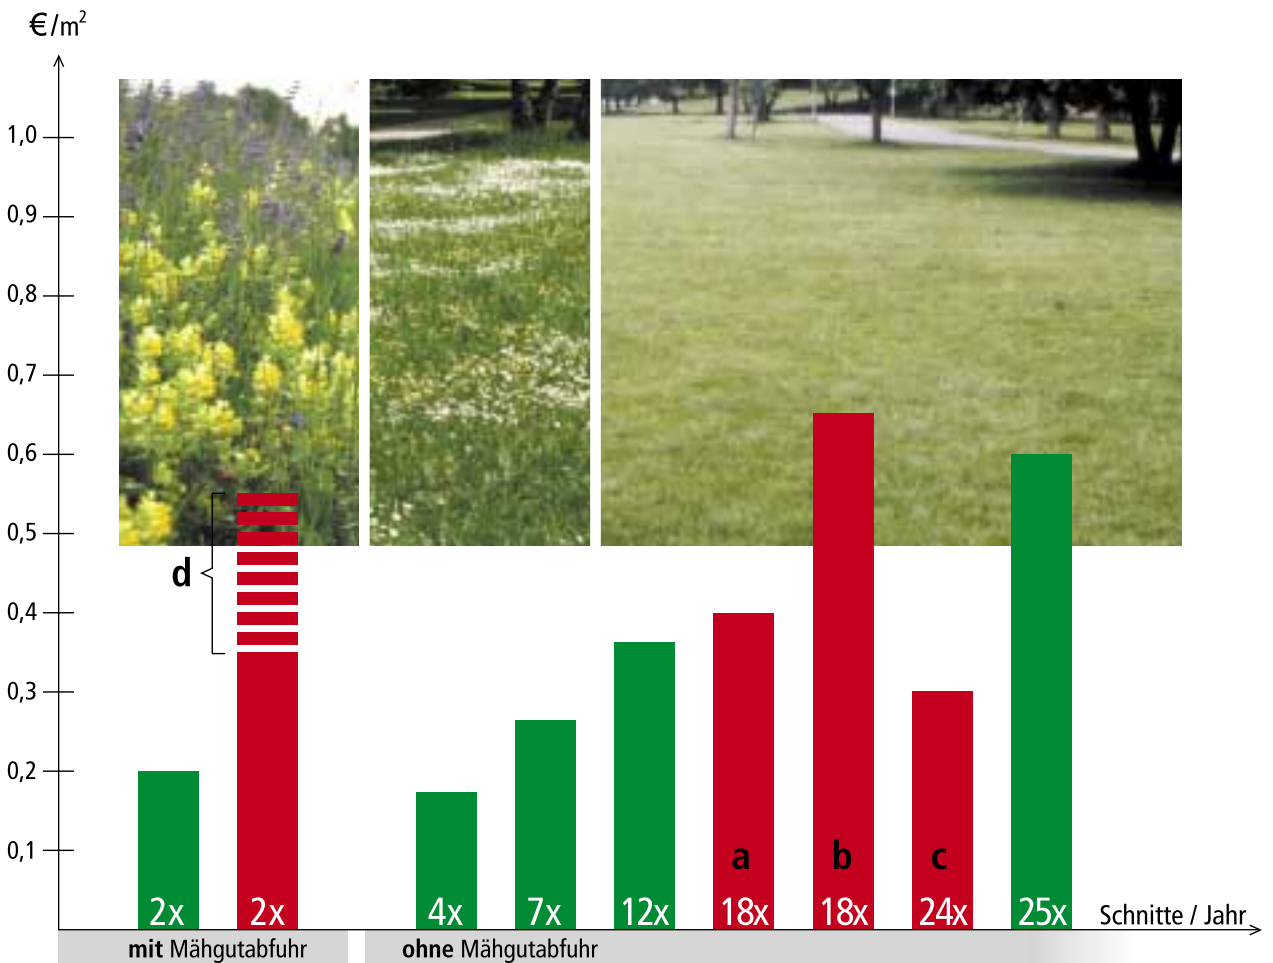 €/m²
1,0
0,9
0,8
0,7
0,6
0,5
0,4
0,3
0,2
0,1
d
a b c
2x 2x 4x 7x 12x 18x 18x 24x 25x Schnitte / Jahr
mit Mähgutabfuhr ohne Mähgutabfuhr